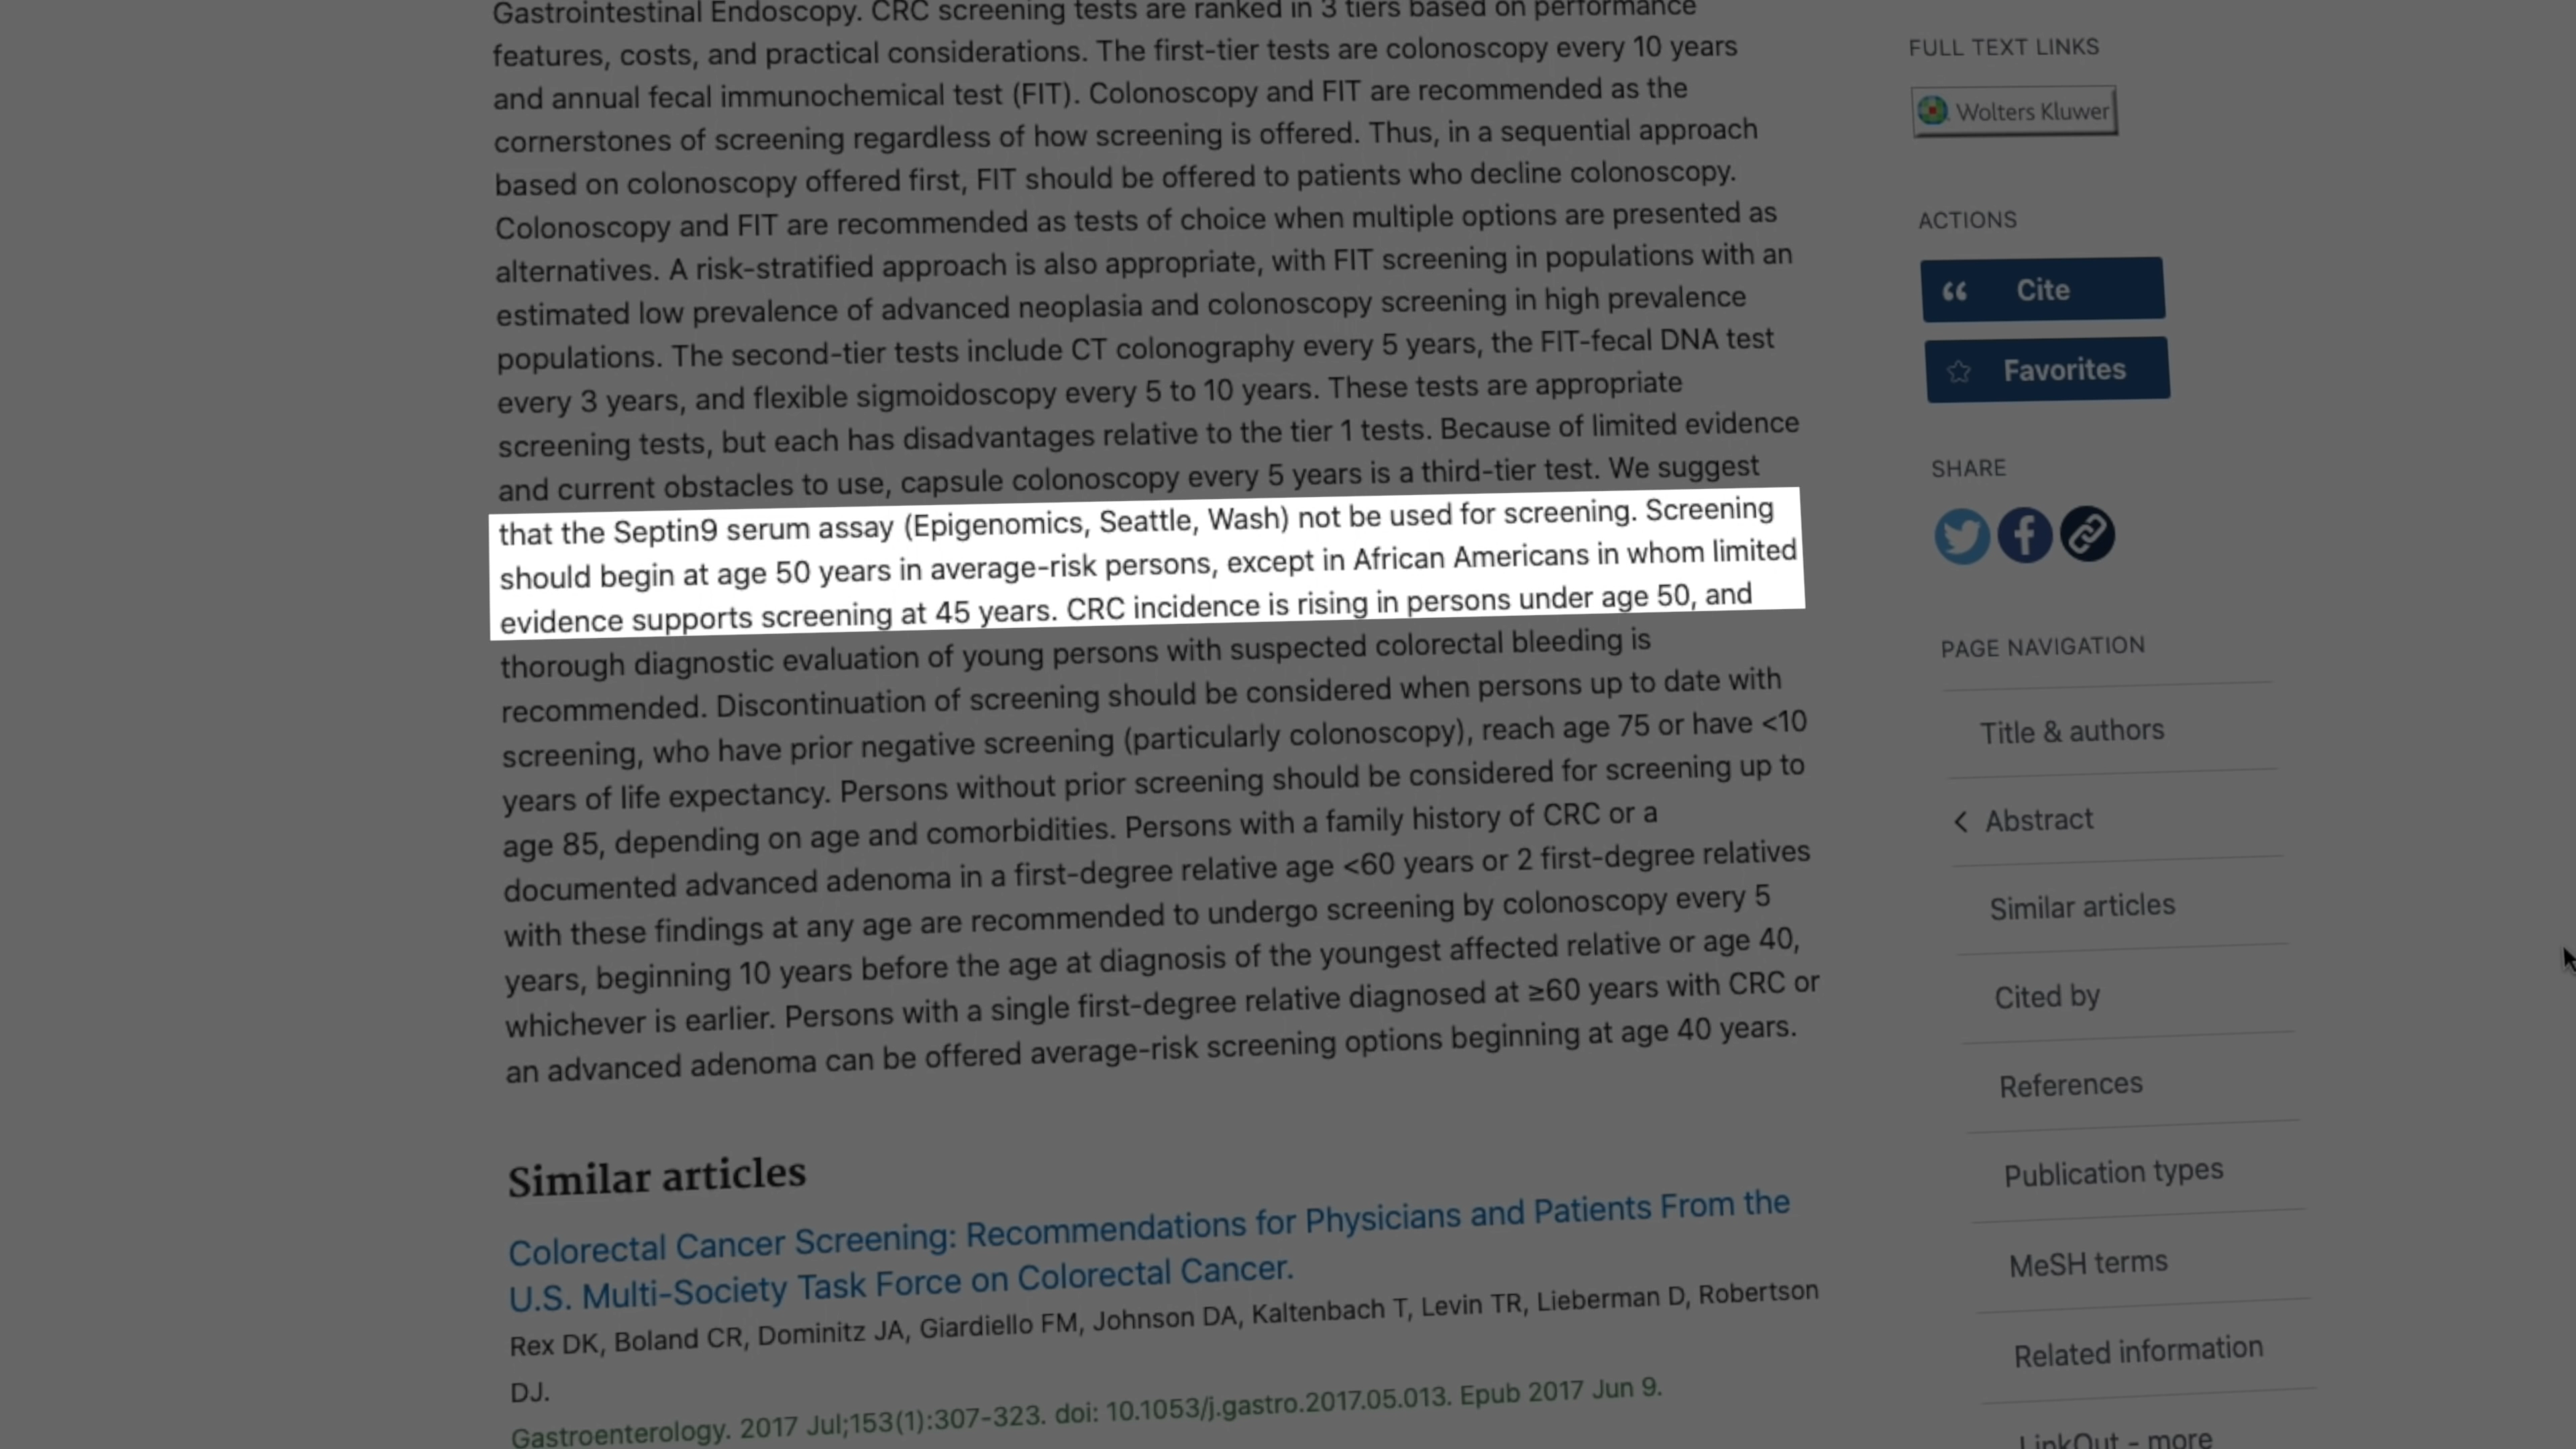 Gastrointestinal Endoscopy. CRC screening tests are ranked in 3 tiers based on performance
features, costs, and practical considerations. The first-tier tests are colonoscopy every 10 years
and annual fecal immunochemical test (FIT). Colonoscopy and FIT are recommended as the
cornerstones of screening regardless of how screening is offered. Thus, in a sequential approach
based on colonoscopy offered first, FIT should be offered to patients who decline colonoscopy.
Colonoscopy and FIT are recommended as tests of choice when multiple options are presented as
alternatives. A risk-stratified approach is also appropriate, with FIT screening in populations with an
estimated low prevalence of advanced neoplasia and colonoscopy screening in high prevalence
populations. The second-tier tests include CT colonography every 5 years, the FIT-fecal DNA test
every 3 years, and flexible sigmoidoscopy every 5 to 10 years. These tests are appropriate
screening tests, but each has disadvantages relative to the tier 1 tests. Because of limited evidence
and current obstacles to use, capsule colonoscopy every 5 years is a third-tier test. We suggest
that the Septin9 serum assay (Epigenomics, Seattle, Wash) not be used for screening. Screening
should begin at age 50 years in average-risk persons, except in African Americans in whom limited
evidence supports screening at 45 years. CRC incidence is rising in persons under age 50, and
thorough diagnostic evaluation of young persons with suspected colorectal bleeding is
recommended. Discontinuation of screening should be considered when persons up to date with
screening, who have prior negative screening (particularly colonoscopy), reach age 75 or have <10
years of life expectancy. Persons without prior screening should be considered for screening up to
age 85, depending on age and comorbidities. Persons with a family history of CRC or a
documented advanced adenoma in a first-degree relative age <60 years or 2 first-degree relatives
with these findings at any age are recommended to undergo screening by colonoscopy every 5
years, beginning 10 years before the age at diagnosis of the youngest affected relative or age 40,
whichever is earlier. Persons with a single first-degree relative diagnosed at ≥60 years with CRC or
an advanced adenoma can be offered average-risk screening options beginning at age 40 years.
Similar articles
Colorectal Cancer Screening: Recommendations for Physicians and Patients From the
U.S. Multi-Society Task Force on Colorectal Cancer.
Rex DK, Boland CR, Dominitz JA, Giardiello FM, Johnson DA, Kaltenbach T, Levin TR, Lieberman D, Robertson
DJ.
Gastroenterology. 2017 Jul;153(1):307-323. doi: 10.1053/j.gastro.2017.05.013. Epub 2017 Jun 9.
FULL TEXT LINKS
Wolters Kluwer
ACTIONS
Cite
Favorites
SHARE
PAGE NAVIGATION
Title & authors
Abstract
Similar articles
Cited by
References
Publication types
MeSH terms
Related information
LinkOut - more